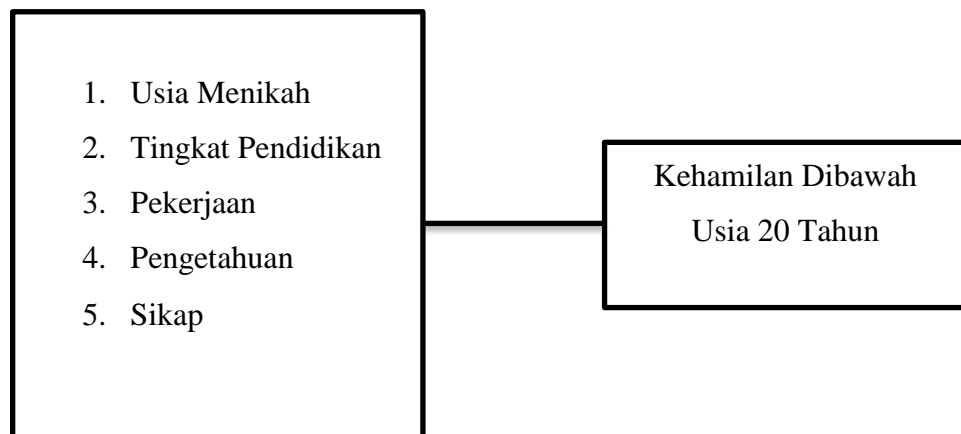 1. Usia Menikah
2. Tingkat Pendidikan
3. Pekerjaan
4. Pengetahuan
5. Sikap
Kehamilan Dibawah
Usia 20 Tahun